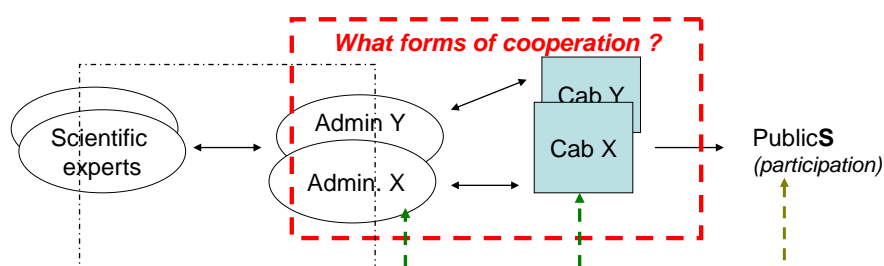 What forms of cooperation ?
Cab Y
Admin Y
Scientific
experts
Cab X
PublicS
(participation)
Admin. X